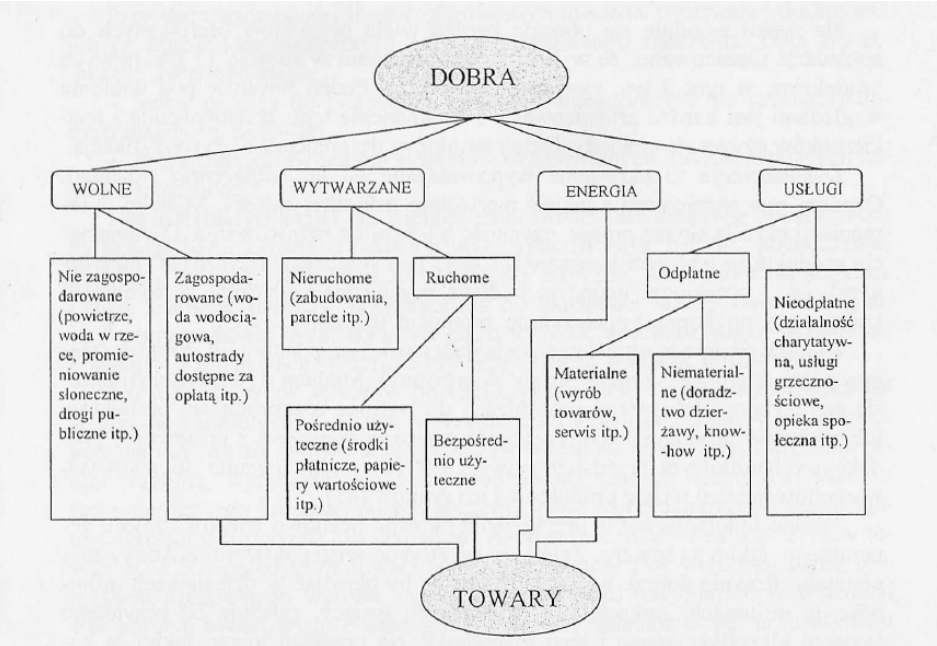 DOBRA
WOLNE
WYTWARZANE
ENERGIA
USŁUGI
Nie zagospo-
darowane
(powietrze,
woda w rze-
ce, promie-
niowanie
słoneczne,
drogi pu-
bliczne itp.)
Zagospoda-
rowane (wo-
da wodocią-
gowa,
autostrady
dostępne za
opłatą itp.)
Nieruchome
(zabudowania,
parcele itp.)
Ruchome
Odpłatne
Nieodpłatne
(działalność
charytatyw-
na, usługi
grzeczno-
ściowe,
opieka spo-
łeczna itp.)
Pośrednio uży-
teczne (środki
płatnicze, papie-
ry wartościowe
itp.)
Bezpośred-
nio uży-
teczne
Materialne
(wyrób
towarów,
serwis itp.)
Niematerial-
ne (doradz-
two dzier-
żawy, know-
-how itp.)
TOWARY